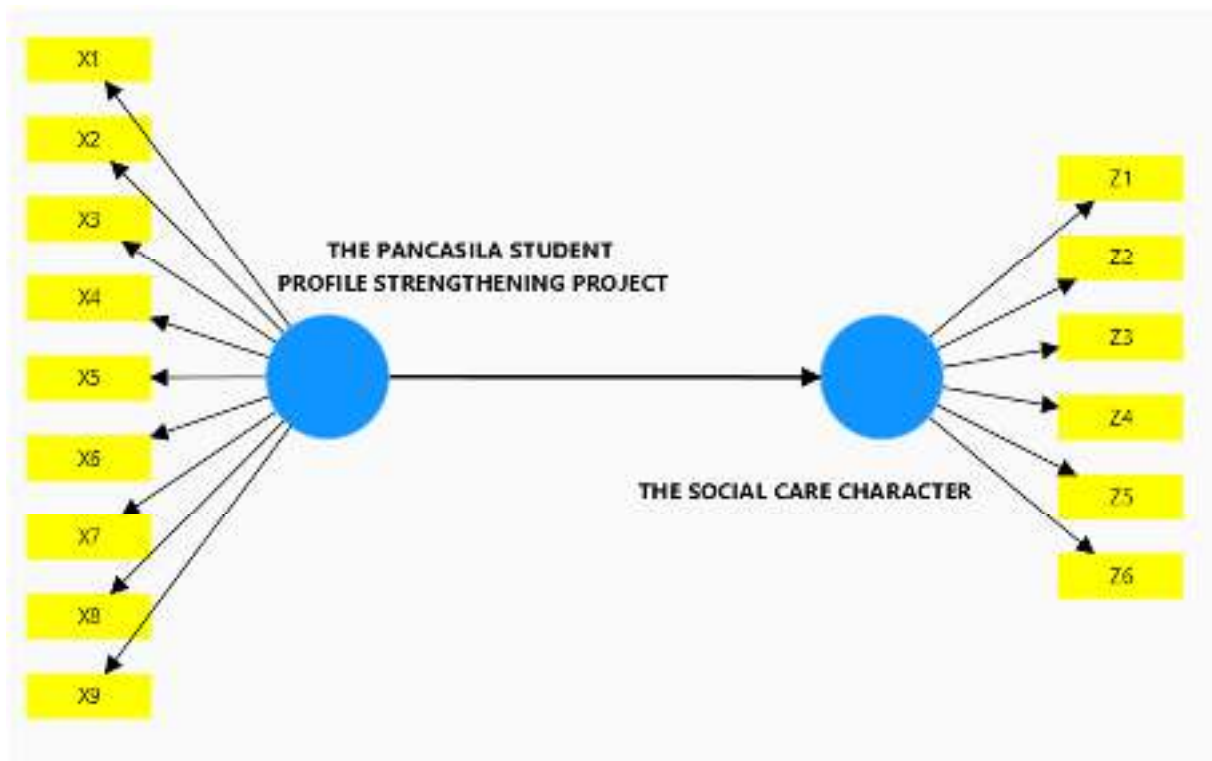 X1
X2
X3
X4
X5
X6
X7
X8
X9
THE PANCASILA STUDENT
PROFILE STRENGTHENING PROJECT
THE SOCIAL CARE CHARACTER
Z1
Z2
Z3
Z4
Z5
Z6